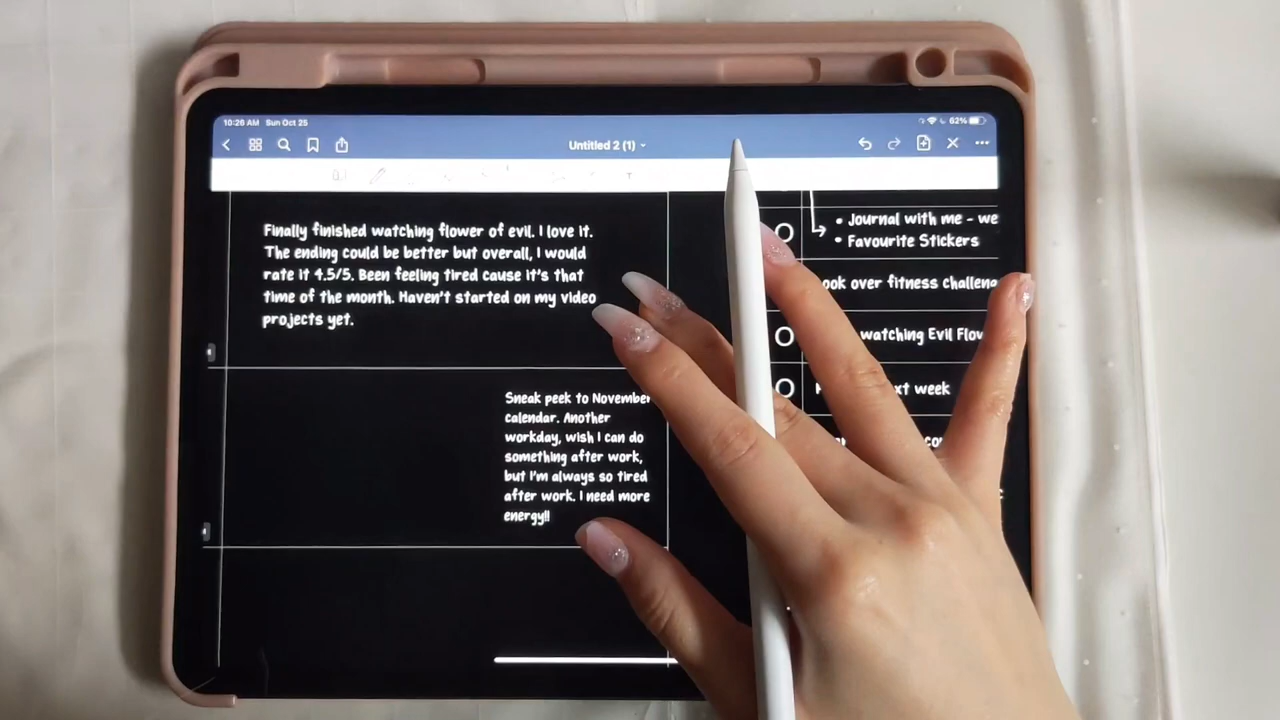 10:26 AM Sun Oct 25
62%
Untitled 2 (1)
T
Finally finished watching flower of evil. I love it.
The ending could be better but overall, I would
rate it 4.5/5. Been feeling tired cause it's that
time of the month. Haven't started on my video
projects yet.
Sneak peek to November
calendar. Another
workday, wish I can do
something after work,
but I'm always so tired
after work. I need more
energy!!
• Journal with me - we
• Favourite Stickers
ook over fitness challeng
watching Evil Flow
xt week